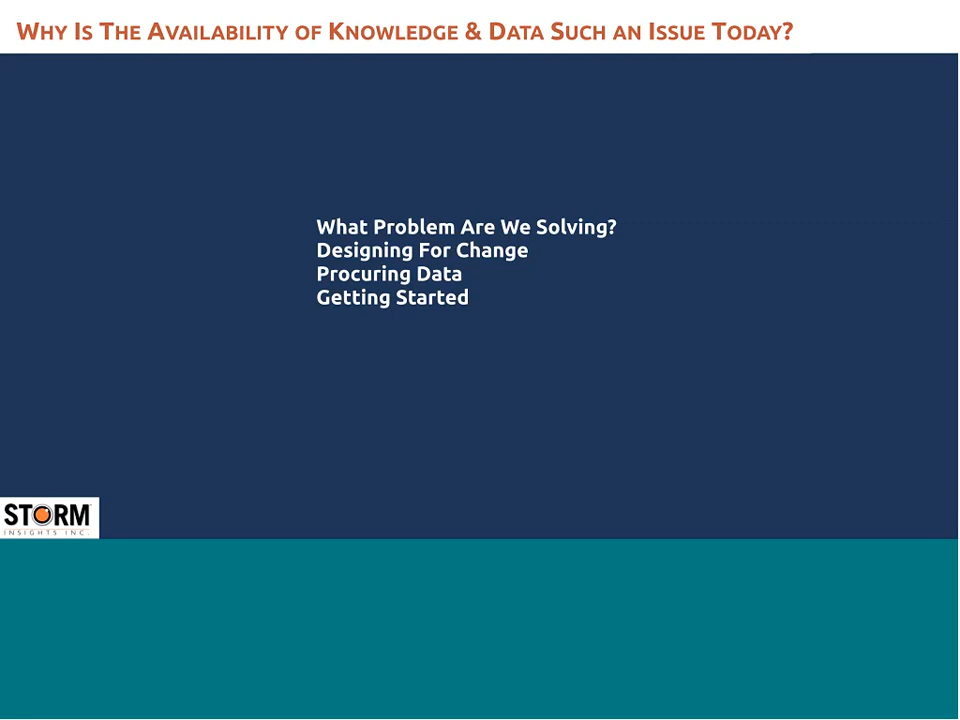 WHY IS THE AVAILABILITY OF KNOWLEDGE & DATA SUCH AN ISSUE TODAY?
What Problem Are We Solving?
Designing For Change
Procuring Data
Getting Started
STORM
INSIGHTS INC.